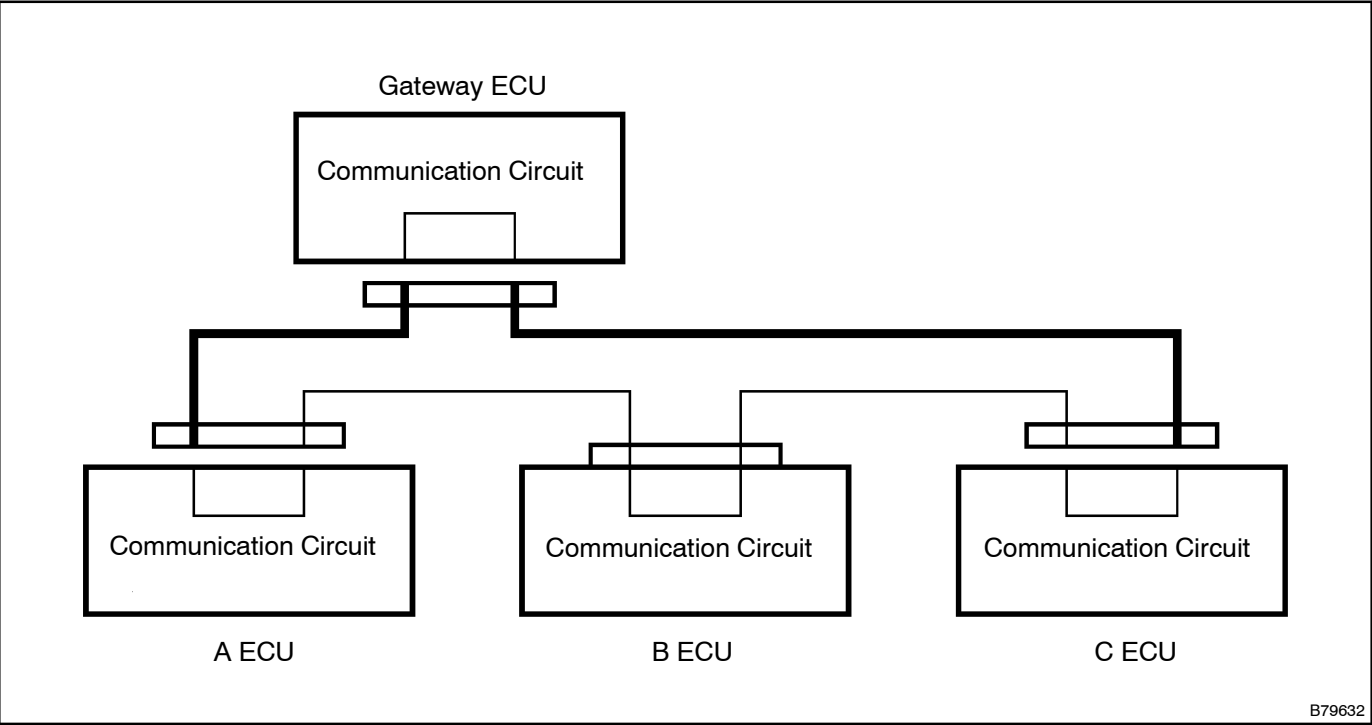 Gateway ECU
Communication Circuit
Communication Circuit
Communication Circuit
Communication Circuit
A ECU
B ECU
C ECU
B79632